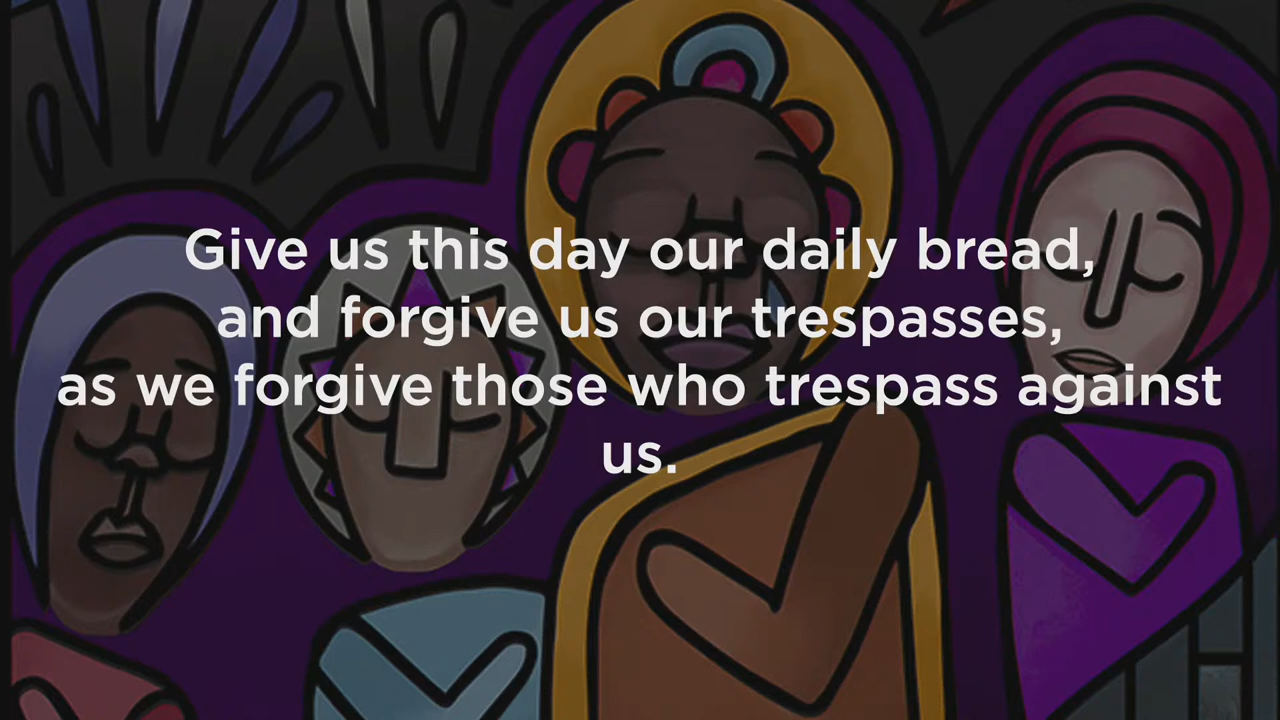 Give us this day our daily bread,
and forgive us our trespasses,
as we forgive those who trespass against
us.